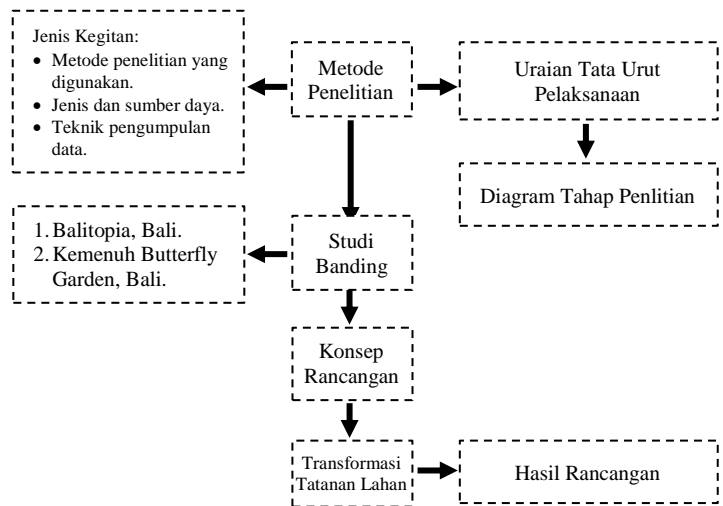 Jenis Kegitan:
• Metode penelitian yang
digunakan.
• Jenis dan sumber daya.
• Teknik pengumpulan
data.
Metode
Penelitian
Uraian Tata Urut
Pelaksanaan
Diagram Tahap Penlitian
1. Balitopia, Bali.
2. Kemenuh Butterfly
Garden, Bali.
Studi
Banding
Konsep
Rancangan
Transformasi
Tatanan Lahan
Hasil Rancangan